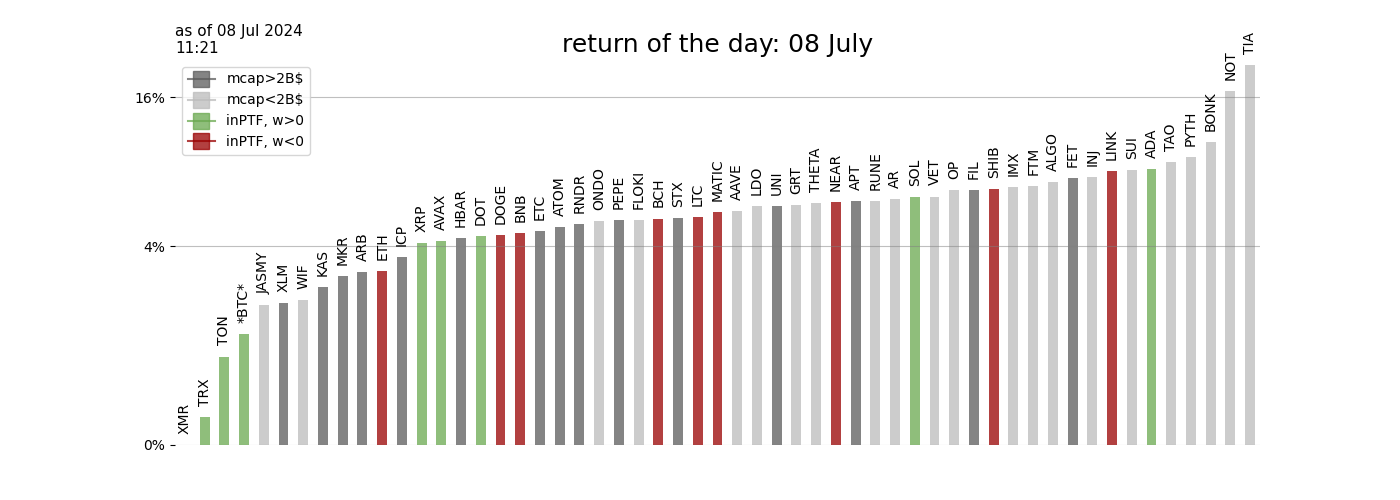 as of 08 Jul 2024
11:21
return of the day: 08 July
mcap>2B$
mcap<2B$
inPTF, w>0
inPTF, w<0
16%
4%
0%
XMR
TRX
TON
*BTC*
JASMY
XLM
WIF
KAS
MKR
ARB
ETH
ICP
XRP
AVAX
HBAR
DOT
DOGE
BNB
ETC
ATOM
RNDR
ONDO
PEPE
FLOKI
BCH
STX
LTC
MATIC
AAVE
LDO
UNI
GRT
THETA
NEAR
APT
RUNE
AR
SOL
VET
OP
FIL
SHIB
IMX
FTM
ALGO
FET
INJ
LINK
SUI
ADA
TAO
PYTH
BONK
NOT
TIA